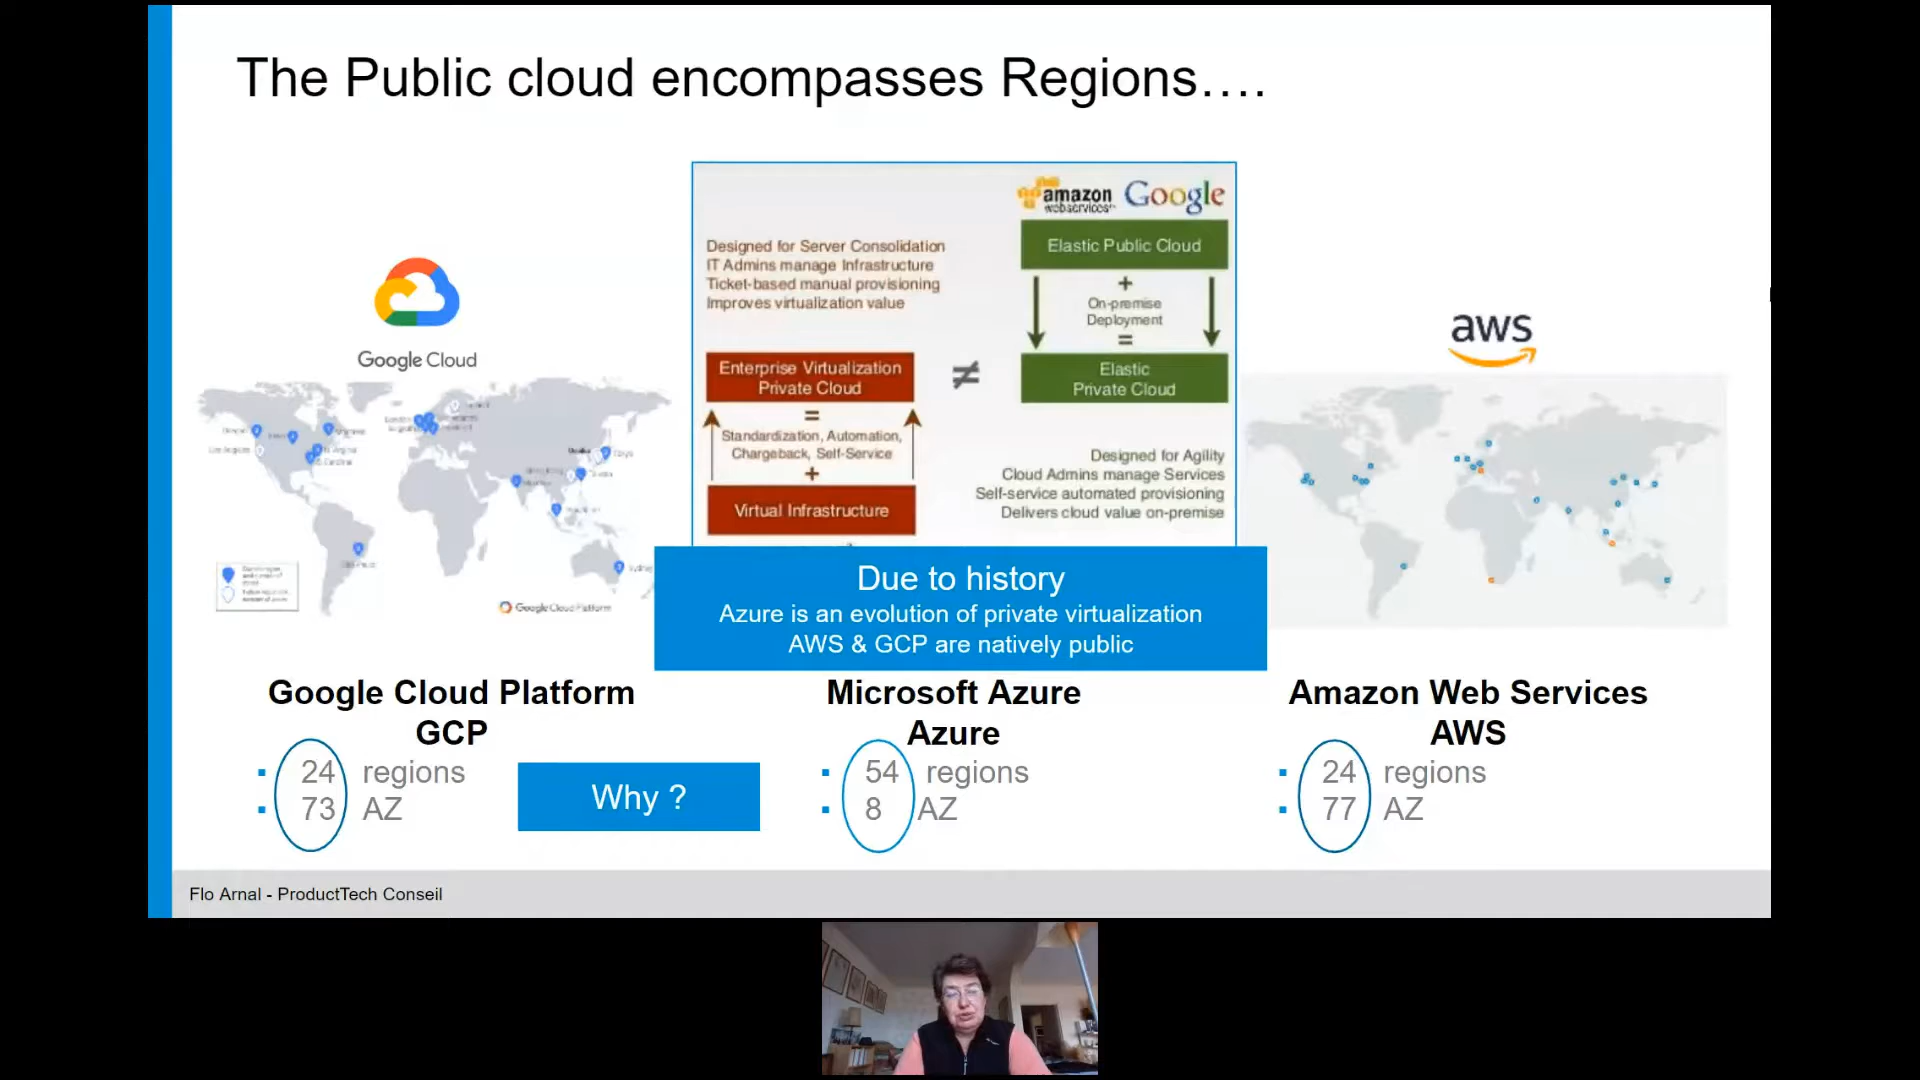 The Public cloud encompasses Regions….
Google Cloud
Google Cloud Platform
Designed for Server Consolidation
IT Admins manage Infrastructure
Ticket-based manual provisioning
Improves virtualization value
Enterprise Virtualization
Private Cloud
=
Standardization, Automation,
Chargeback, Self-Service
+
Virtual Infrastructure
≠
amazon
webservices
Google
Elastic Public Cloud
+
On-premise
Deployment
=
Elastic
Private Cloud
Designed for Agility
Cloud Admins manage Services
Self-service automated provisioning
Delivers cloud value on-premise
aws
Due to history
Azure is an evolution of private virtualization
AWS & GCP are natively public
Google Cloud Platform
GCP
24 regions
73 AZ
Why ?
Microsoft Azure
Azure
54 regions
8 AZ
Amazon Web Services
AWS
24 regions
77 AZ
Flo Arnal - ProductTech Conseil